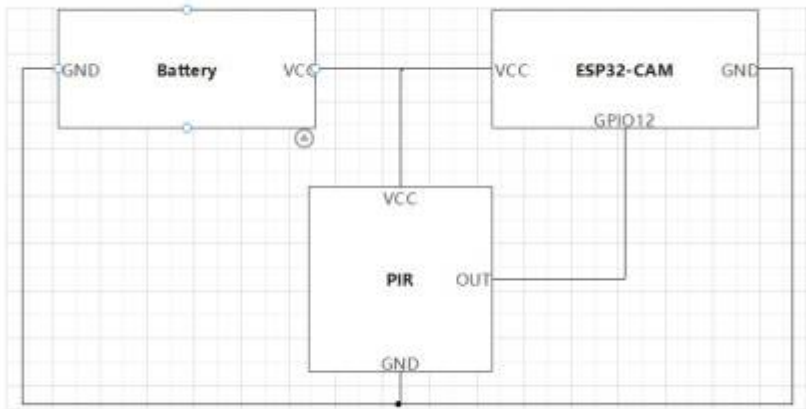 GND Battery VCC
VCC ESP32-CAM GND
GPIO12
VCC
PIR OUT
GND